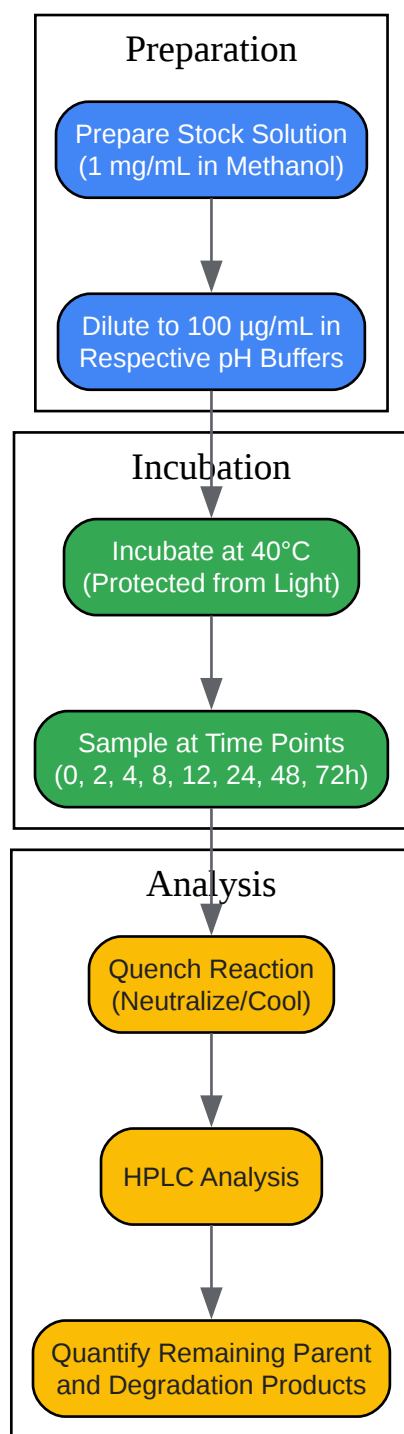 Preparation
Prepare Stock Solution
(1 mg/mL in Methanol)
Dilute to 100 µg/mL in
Respective pH Buffers
Incubation
Incubate at 40°C
(Protected from Light)
Sample at Time Points
(0, 2, 4, 8, 12, 24, 48, 72h)
Analysis
Quench Reaction
(Neutralize/Cool)
HPLC Analysis
Quantify Remaining Parent
and Degradation Products